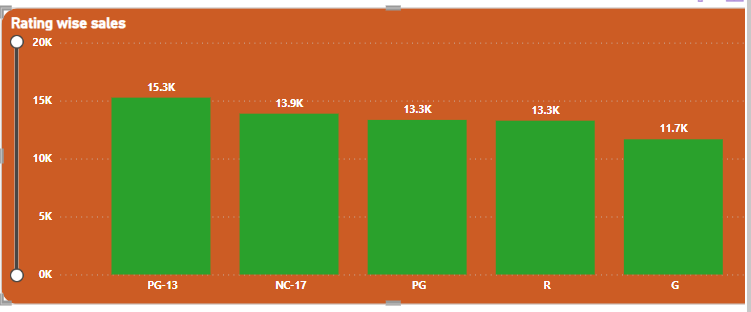 Rating wise sales
20K
15K
10K
5K
0K
15.3K
13.9K
13.3K
13.3K
11.7K
PG-13 NC-17 PG R G